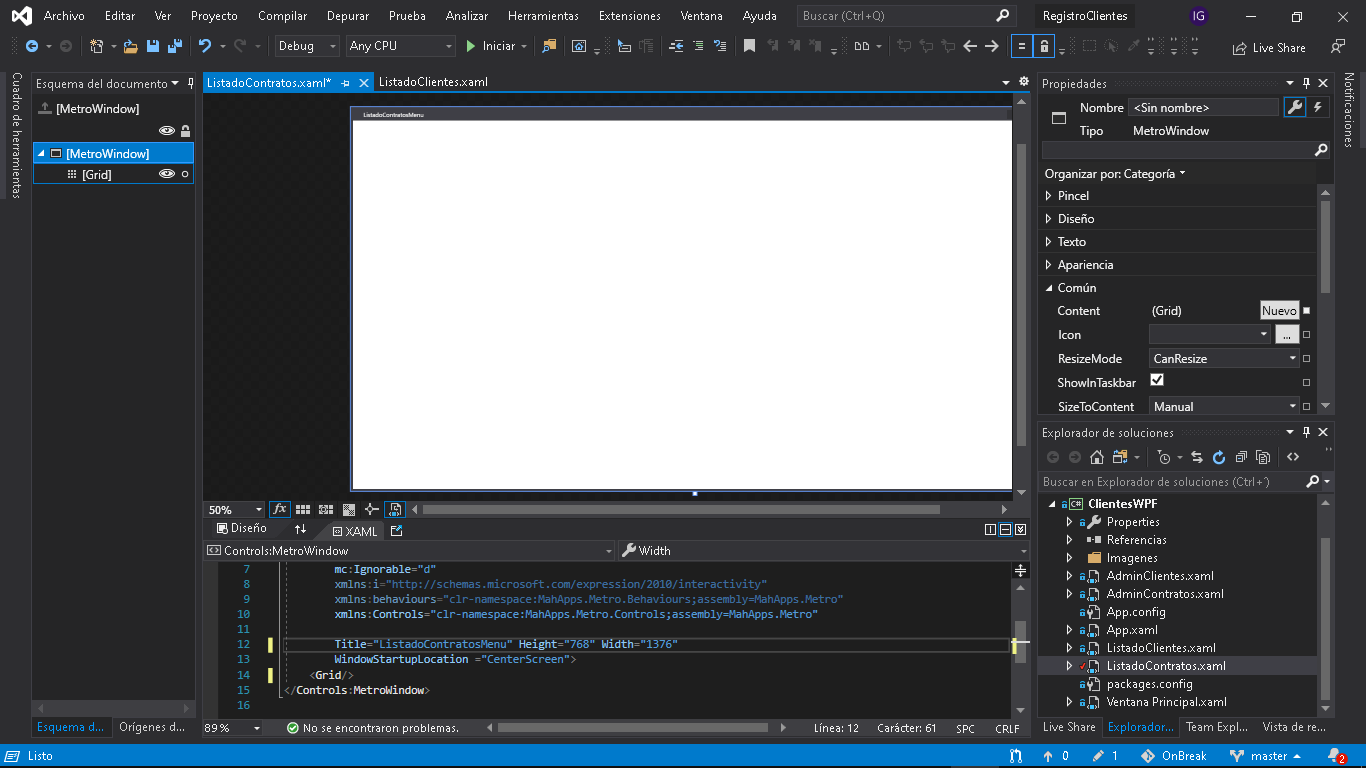 Archivo Editar Ver Proyecto Compilar Depurar Prueba Analizar Herramientas Extensiones Ventana Ayuda Buscar (Ctrl+Q) RegistroClientes IG
Debug Any CPU Iniciar Live Share
Cuadro de herramientas
Esquema del documento
[MetroWindow]
[MetroWindow]
[Grid]
Esquema d... Orígenes d...
ListadoContratos.xaml* ListadoClientes.xaml
ListadoContratosMenu
50%
Diseño XAML
Controls:MetroWindow Width
7 mc:Ignorable="d"
8 xmlns:i="http://schemas.microsoft.com/expression/2010/interactivity"
9 xmlns:behaviours="clr-namespace:MahApps.Metro.Behaviours;assembly=MahApps.Metro"
10 xmlns:Controls="clr-namespace:MahApps.Metro.Controls;assembly=MahApps.Metro"
11
12 Title="ListadoContratosMenu" Height="768" Width="1376"
13 WindowStartupLocation ="CenterScreen">
14 <Grid/>
15 </Controls:MetroWindow>
16
89% No se encontraron problemas. Línea: 12 Carácter: 61 SPC CRLF
Propiedades
Nombre <Sin nombre>
Tipo MetroWindow
Organizar por: Categoría
Pincel
Diseño
Texto
Apariencia
Común
Content (Grid) Nuevo
Icon ...
ResizeMode CanResize
ShowInTaskbar
SizeToContent Manual
Explorador de soluciones
Buscar en Explorador de soluciones (Ctrl+´)
C# ClientesWPF
Properties
Referencias
Imagenes
AdminClientes.xaml
AdminContratos.xaml
App.config
App.xaml
ListadoClientes.xaml
ListadoContratos.xaml
packages.config
Ventana Principal.xaml
Live Share Explorador... Team Expl... Vista de re...
Notificaciones
Listo 0 1 OnBreak master 2